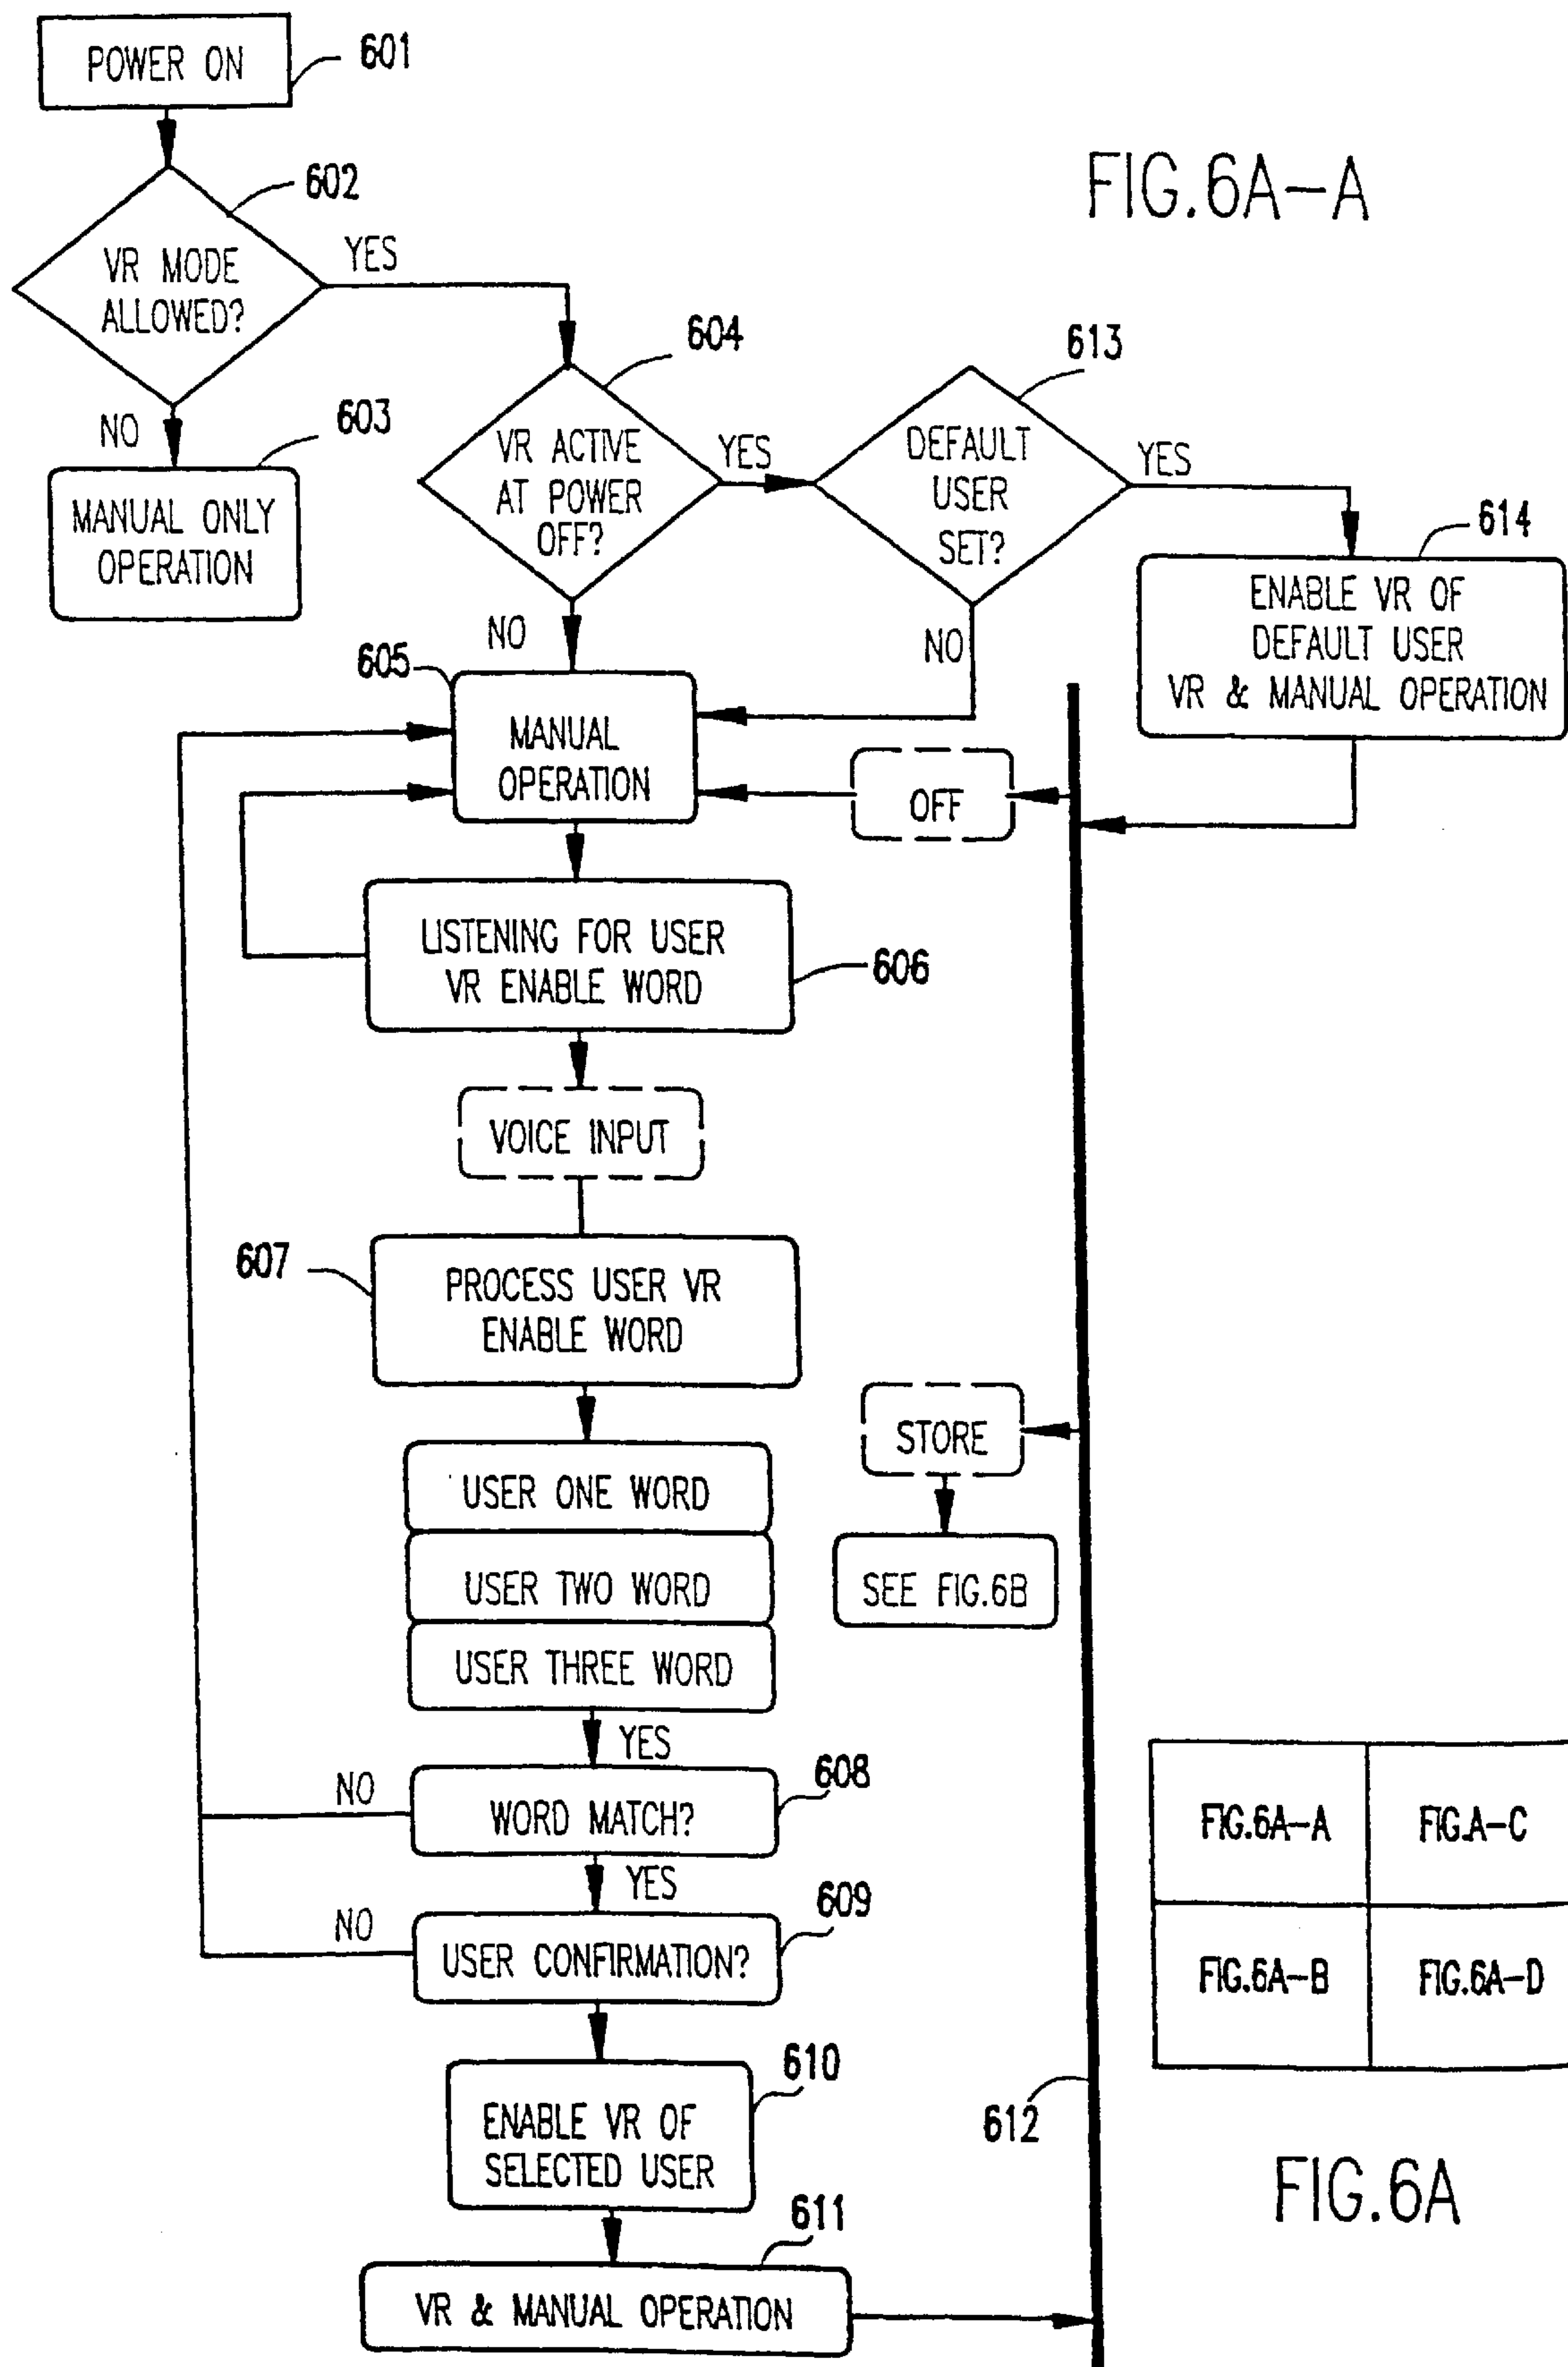 POWER ON
601
FIG.6A-A
602
VR MODE
ALLOWED?
YES
NO
603
MANUAL ONLY
OPERATION
604
VR ACTIVE
AT POWER
OFF?
YES
NO
613
DEFAULT
USER
SET?
YES
NO
614
ENABLE VR OF
DEFAULT USER
VR & MANUAL OPERATION
605
MANUAL
OPERATION
OFF
LISTENING FOR USER
VR ENABLE WORD
606
VOICE INPUT
607
PROCESS USER VR
ENABLE WORD
STORE
SEE FIG.6B
USER ONE WORD
USER TWO WORD
USER THREE WORD
YES
608
WORD MATCH?
NO
YES
609
USER CONFIRMATION?
NO
610
ENABLE VR OF
SELECTED USER
611
VR & MANUAL OPERATION
612
FIG.6A-A
FIG.A-C
FIG.6A-B
FIG.6A-D
FIG.6A